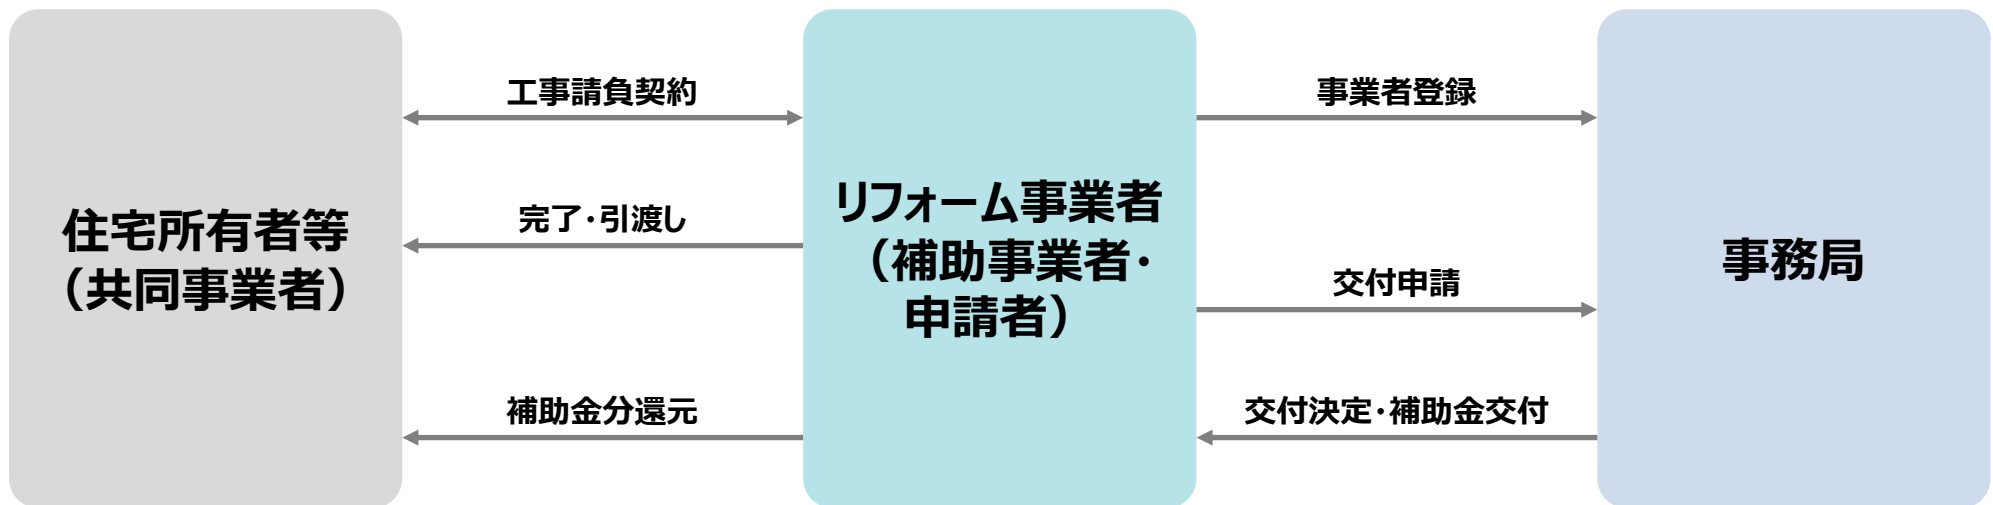 住宅所有者等
（共同事業者）
工事請負契約
完了・引渡し
補助金分還元
リフォーム事業者
（補助事業者・
申請者）
事業者登録
交付申請
交付決定・補助金交付
事務局